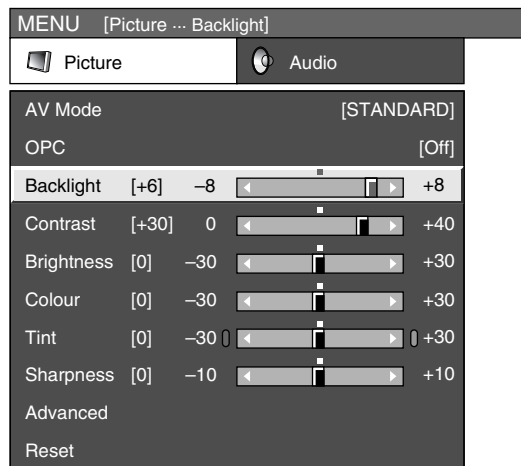 MENU [Picture ··· Backlight]
Picture Audio
AV Mode [STANDARD]
OPC [Off]
Backlight [+6] –8 +8
Contrast [+30] 0 +40
Brightness [0] –30 +30
Colour [0] –30 +30
Tint [0] –30 +30
Sharpness [0] –10 +10
Advanced
Reset